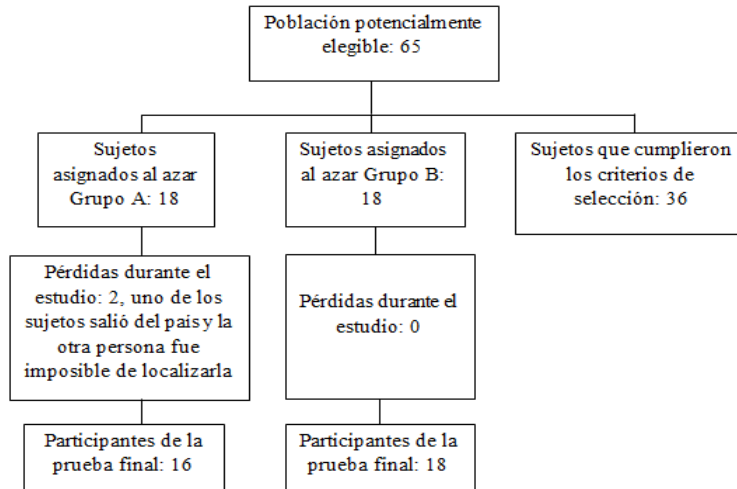 Población potencialmente
elegible: 65
Sujetos
asignados al azar
Grupo A: 18
Sujetos asignados
al azar Grupo B:
18
Sujetos que cumplieron
los criterios de
selección: 36
Pérdidas durante el
estudio: 2, uno de los
sujetos salió del país y la
otra persona fue
imposible de localizarla
Pérdidas durante el
estudio: 0
Participantes de la
prueba final: 16
Participantes de la
prueba final: 18